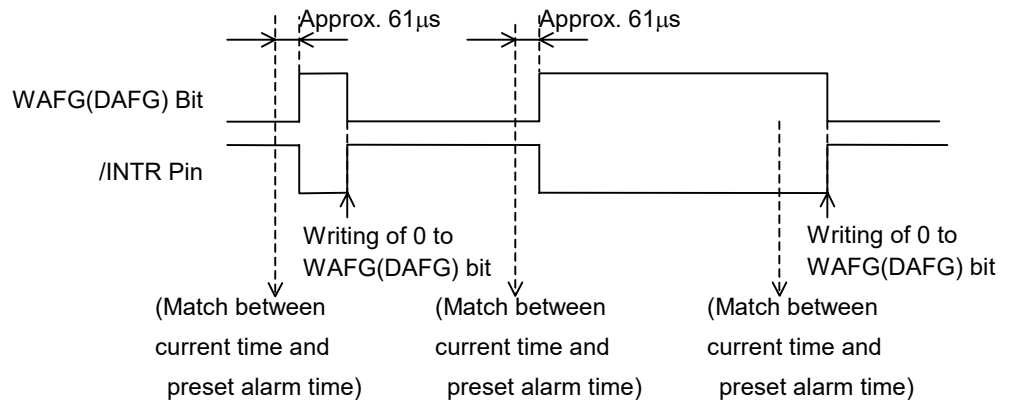 Approx. 61μs
Approx. 61μs
WAFG(DAFG) Bit
/INTR Pin
Writing of 0 to
WAFG(DAFG) bit
Writing of 0 to
WAFG(DAFG) bit
(Match between
current time and
preset alarm time)
(Match between
current time and
preset alarm time)
(Match between
current time and
preset alarm time)